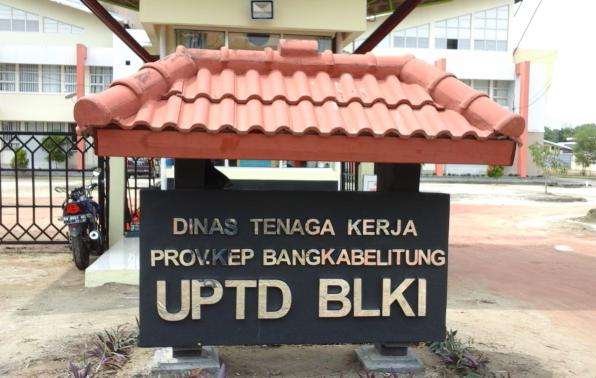 DINAS TENAGA KERJA
PROV.KEP BANGKABELITUNG
UPTD BLKI